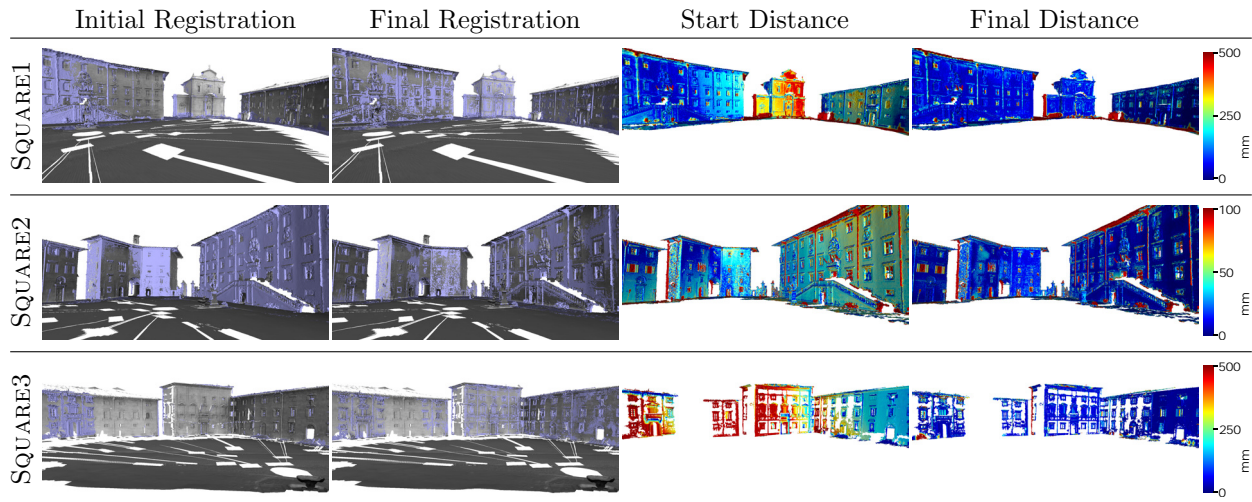 Initial Registration Final Registration Start Distance Final Distance
SQUARE1
500
250
0
mm
SQUARE2
100
50
0
mm
SQUARE3
500
250
0
mm